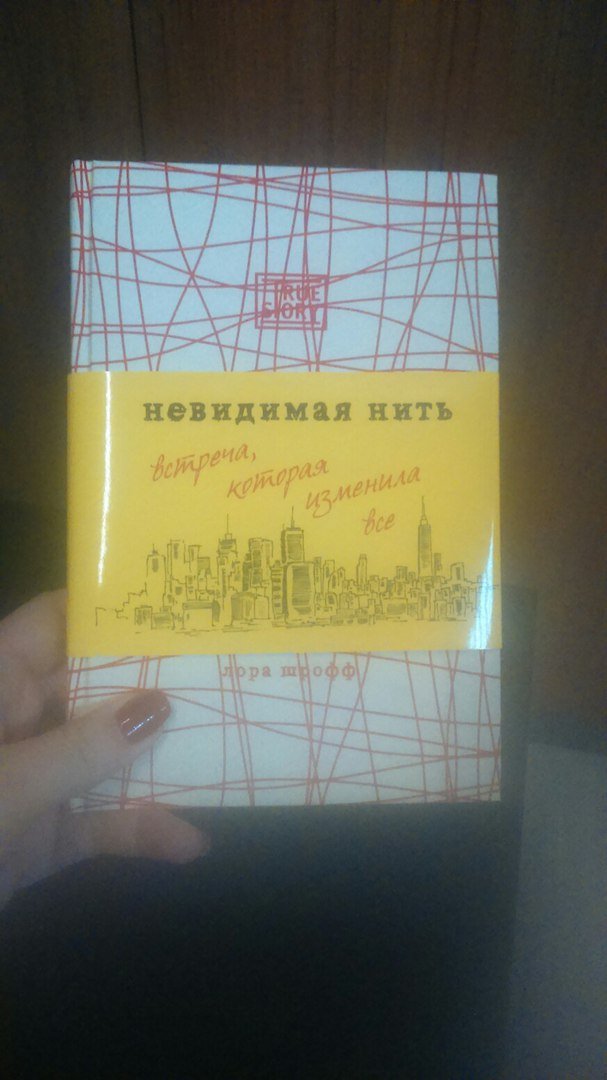 TRUE
STORY
невидимая нить
встреча,
которая
изменила
все
лора шрофф